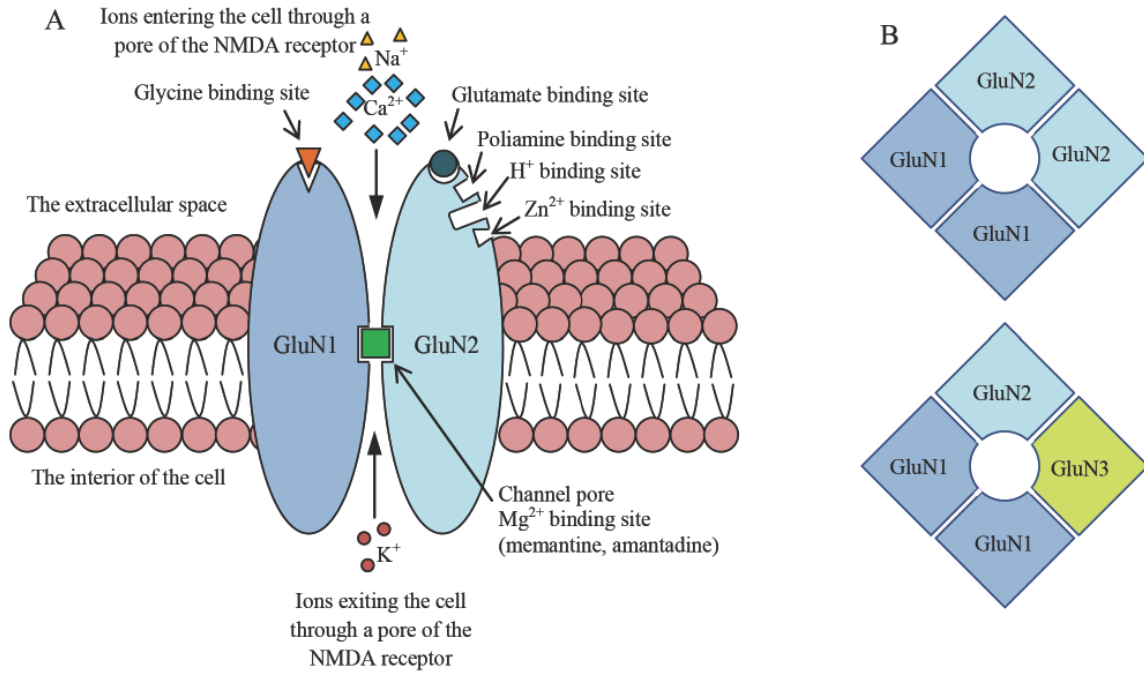 A
Ions entering the cell through a
pore of the NMDA receptor
Na⁺
Ca²⁺
Glycine binding site
Glutamate binding site
Poliamine binding site
H⁺ binding site
Zn²⁺ binding site
The extracellular space
GluN1
GluN2
The interior of the cell
Channel pore
Mg²⁺ binding site
(memantine, amantadine)
K⁺
Ions exiting the cell
through a pore of the
NMDA receptor
B
GluN2
GluN1
GluN2
GluN1
GluN2
GluN1
GluN3
GluN1